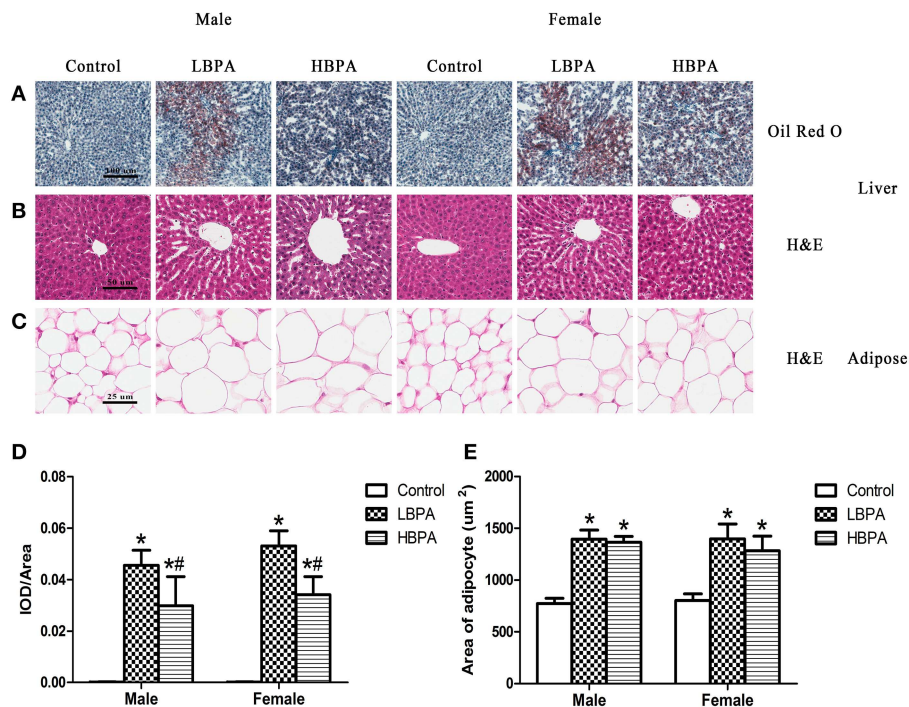 Male Female
Control LBPA HBPA Control LBPA HBPA
A
Oil Red O
100 um
Liver
B
H&E
50 um
C
H&E Adipose
25 um
D
0.08
0.06
0.04
0.02
0.00
IOD/Area
* *# * *#
Male Female
Control
LBPA
HBPA
E
2000
1500
1000
500
0
Area of adipocyte (um²)
* * * *
Male Female
Control
LBPA
HBPA